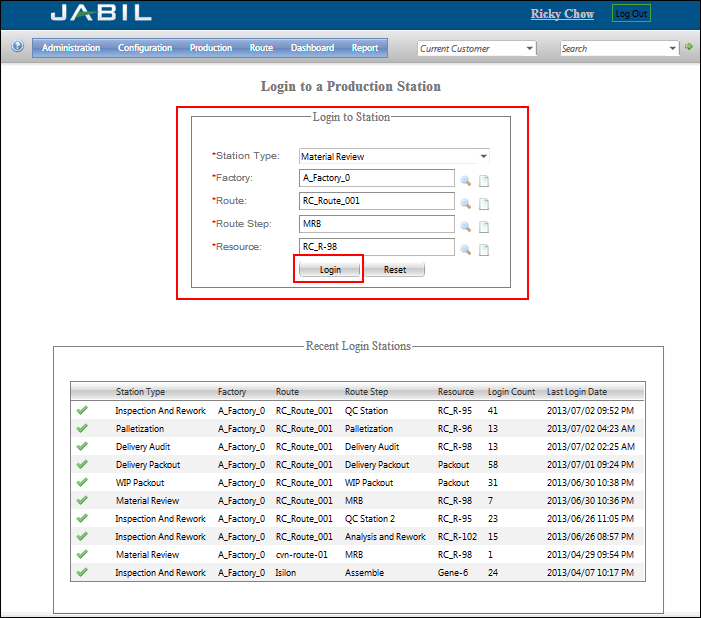 JABIL
Ricky Chow Log Out
Administration Configuration Production Route Dashboard Report Current Customer Search
Login to a Production Station
Login to Station
*Station Type: Material Review
*Factory: A_Factory_0
*Route: RC_Route_001
*Route Step: MRB
*Resource: RC_R-98
Login Reset
Recent Login Stations
Station Type Factory Route Route Step Resource Login Count Last Login Date
Inspection And Rework A_Factory_0 RC_Route_001 QC Station RC_R-95 41 2013/07/02 09:52 PM
Palletization A_Factory_0 RC_Route_001 Palletization RC_R-96 13 2013/07/02 04:23 AM
Delivery Audit A_Factory_0 RC_Route_001 Delivery Audit RC_R-98 13 2013/07/02 02:25 AM
Delivery Packout A_Factory_0 RC_Route_001 Delivery Packout Packout 58 2013/07/01 09:24 PM
WIP Packout A_Factory_0 RC_Route_001 WIP Packout Packout 31 2013/06/30 10:38 PM
Material Review A_Factory_0 RC_Route_001 MRB RC_R-98 7 2013/06/30 10:36 PM
Inspection And Rework A_Factory_0 RC_Route_001 QC Station 2 RC_R-95 23 2013/06/26 11:05 PM
Inspection And Rework A_Factory_0 RC_Route_001 Analysis and Rework RC_R-102 15 2013/06/26 08:57 PM
Material Review A_Factory_0 cvn-route-01 MRB RC_R-98 1 2013/04/29 09:54 PM
Inspection And Rework A_Factory_0 Isilon Assemble Gene-6 24 2013/04/07 10:17 PM